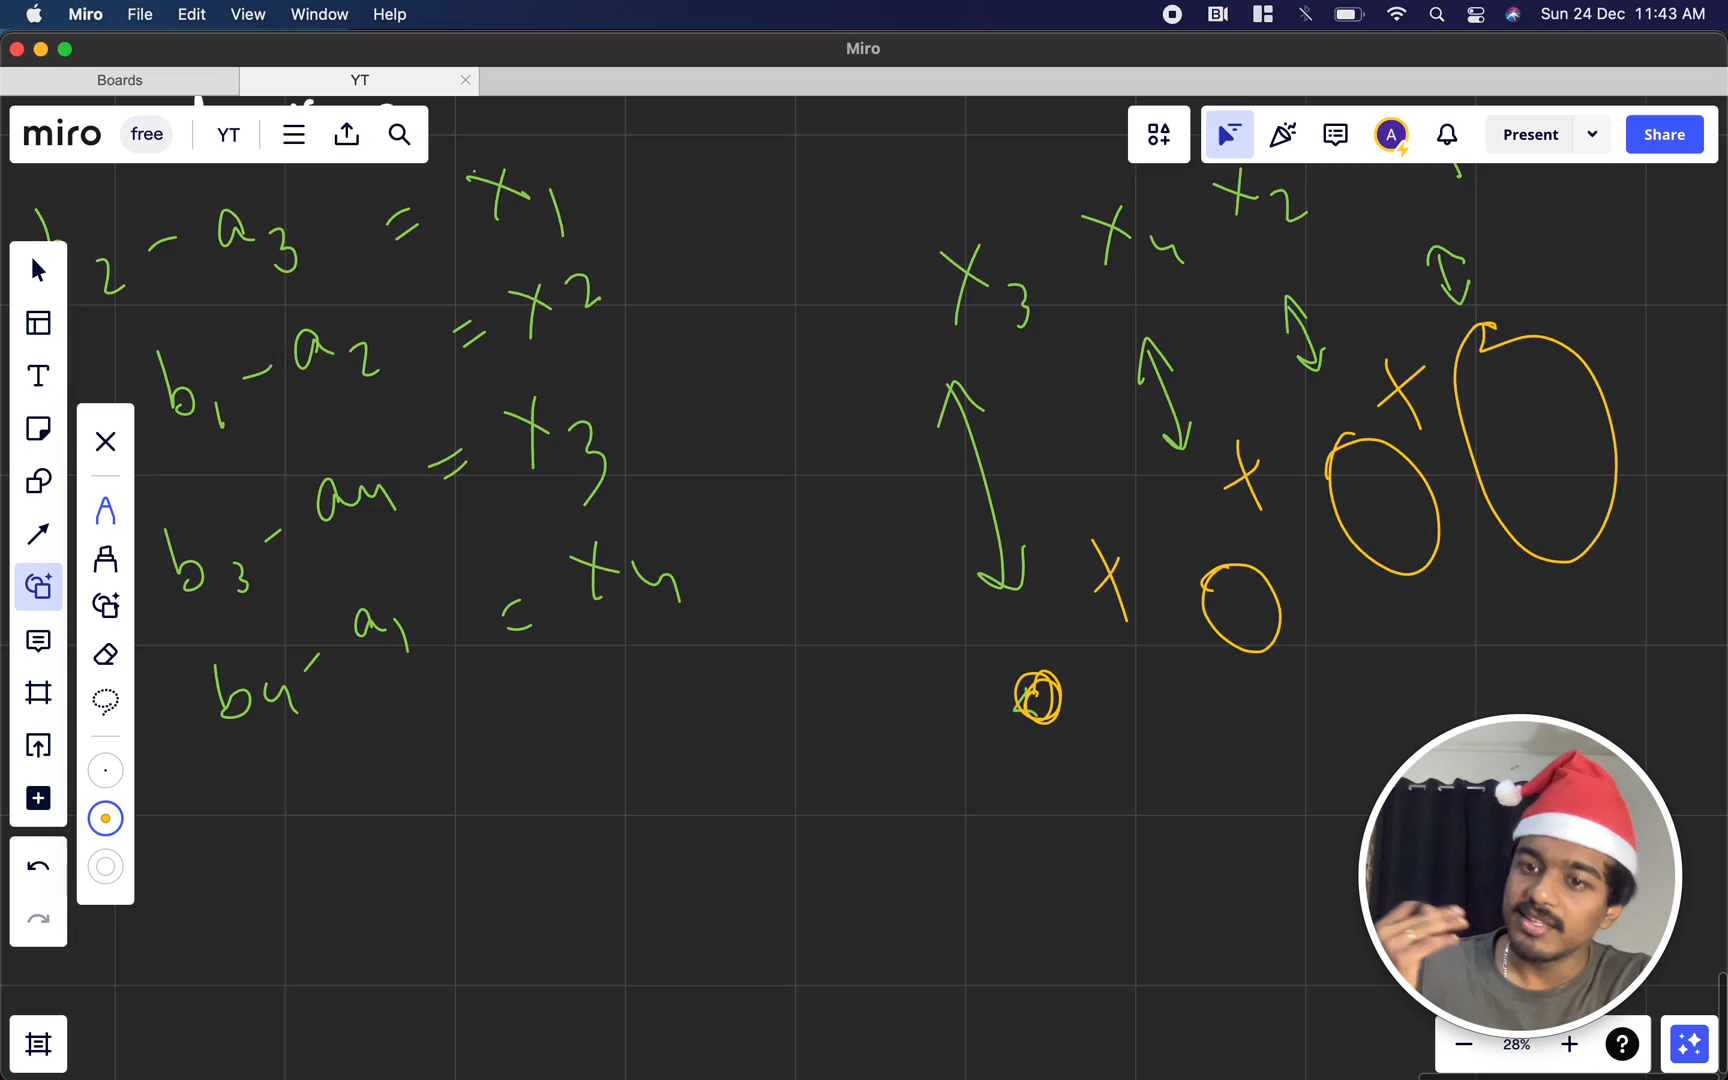 Miro File Edit View Window Help
Sun 24 Dec 11:43 AM
Miro
Boards
YT
miro free YT
A
Present
Share
2 - a3 = x1
b1 - a2 = x2
b3 - a4 = x3
b4 - a1 = x4
x3 x4 x2
28%
?